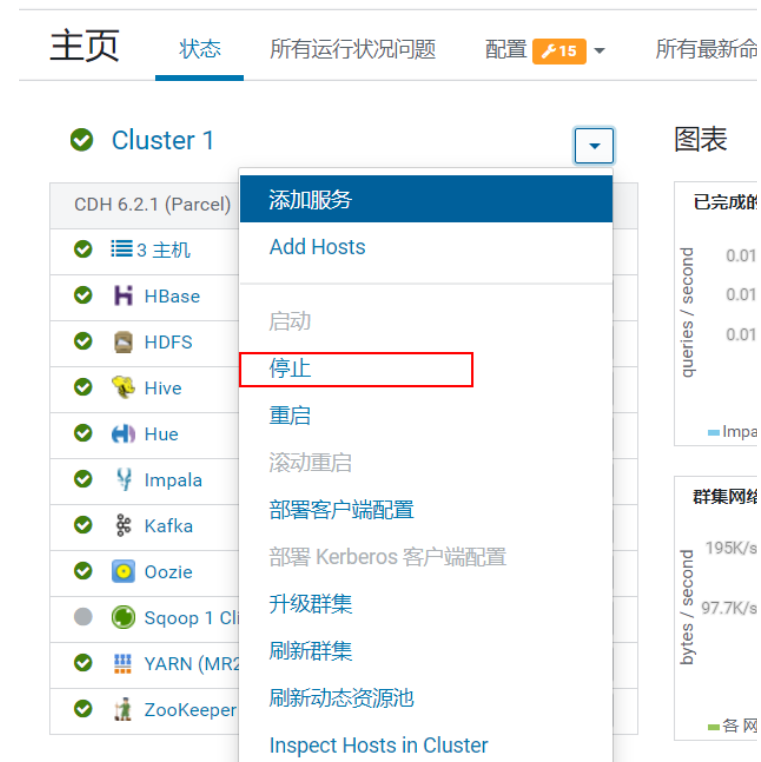 主页
状态
所有运行状况问题
配置
15
所有最新命
Cluster 1
CDH 6.2.1 (Parcel)
3 主机
HBase
HDFS
Hive
Hue
Impala
Kafka
Oozie
Sqoop 1 Cli
YARN (MR2
ZooKeeper
添加服务
Add Hosts
启动
停止
重启
滚动重启
部署客户端配置
部署 Kerberos 客户端配置
升级群集
刷新群集
刷新动态资源池
Inspect Hosts in Cluster
图表
已完成的
queries / second
0.01
0.01
0.01
Impa
群集网络
bytes / second
195K/s
97.7K/s
各 网